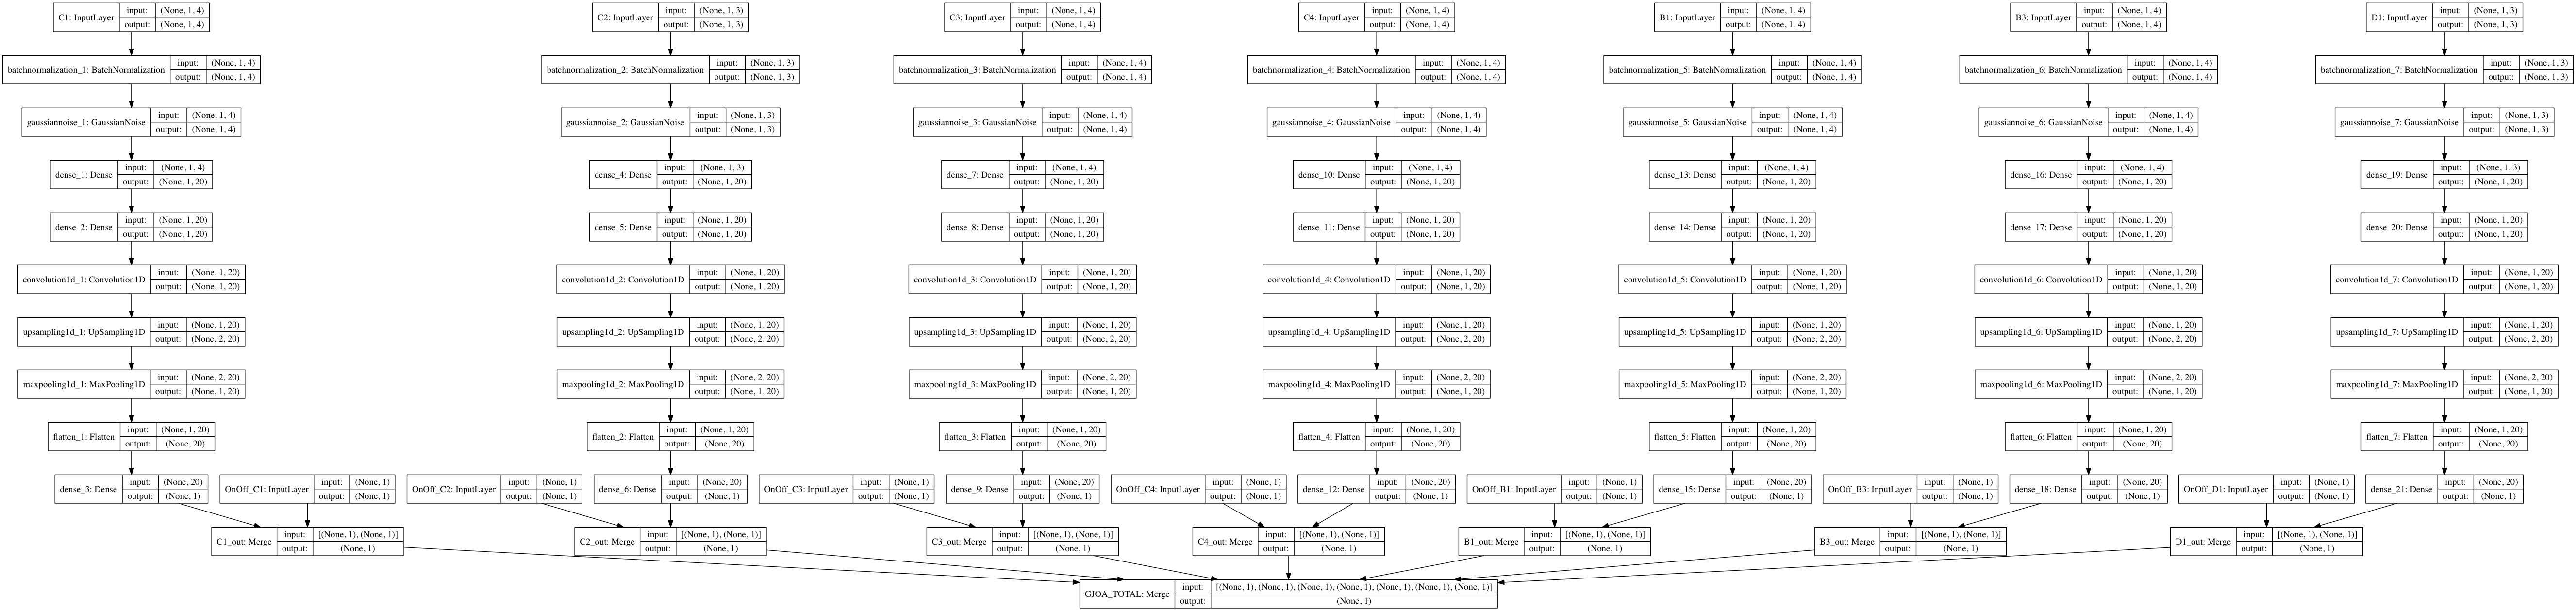 C1: InputLayer input: (None, 1, 4) output: (None, 1, 4)
C2: InputLayer input: (None, 1, 3) output: (None, 1, 3)
C3: InputLayer input: (None, 1, 4) output: (None, 1, 4)
C4: InputLayer input: (None, 1, 4) output: (None, 1, 4)
B1: InputLayer input: (None, 1, 4) output: (None, 1, 4)
B3: InputLayer input: (None, 1, 4) output: (None, 1, 4)
D1: InputLayer input: (None, 1, 3) output: (None, 1, 3)
batchnormalization_1: BatchNormalization input: (None, 1, 4) output: (None, 1, 4)
batchnormalization_2: BatchNormalization input: (None, 1, 3) output: (None, 1, 3)
batchnormalization_3: BatchNormalization input: (None, 1, 4) output: (None, 1, 4)
batchnormalization_4: BatchNormalization input: (None, 1, 4) output: (None, 1, 4)
batchnormalization_5: BatchNormalization input: (None, 1, 4) output: (None, 1, 4)
batchnormalization_6: BatchNormalization input: (None, 1, 4) output: (None, 1, 4)
batchnormalization_7: BatchNormalization input: (None, 1, 3) output: (None, 1, 3)
gaussiannoise_1: GaussianNoise input: (None, 1, 4) output: (None, 1, 4)
gaussiannoise_2: GaussianNoise input: (None, 1, 3) output: (None, 1, 3)
gaussiannoise_3: GaussianNoise input: (None, 1, 4) output: (None, 1, 4)
gaussiannoise_4: GaussianNoise input: (None, 1, 4) output: (None, 1, 4)
gaussiannoise_5: GaussianNoise input: (None, 1, 4) output: (None, 1, 4)
gaussiannoise_6: GaussianNoise input: (None, 1, 4) output: (None, 1, 4)
gaussiannoise_7: GaussianNoise input: (None, 1, 3) output: (None, 1, 3)
dense_1: Dense input: (None, 1, 4) output: (None, 1, 20)
dense_4: Dense input: (None, 1, 3) output: (None, 1, 20)
dense_7: Dense input: (None, 1, 4) output: (None, 1, 20)
dense_10: Dense input: (None, 1, 4) output: (None, 1, 20)
dense_13: Dense input: (None, 1, 4) output: (None, 1, 20)
dense_16: Dense input: (None, 1, 4) output: (None, 1, 20)
dense_19: Dense input: (None, 1, 3) output: (None, 1, 20)
dense_2: Dense input: (None, 1, 20) output: (None, 1, 20)
dense_5: Dense input: (None, 1, 20) output: (None, 1, 20)
dense_8: Dense input: (None, 1, 20) output: (None, 1, 20)
dense_11: Dense input: (None, 1, 20) output: (None, 1, 20)
dense_14: Dense input: (None, 1, 20) output: (None, 1, 20)
dense_17: Dense input: (None, 1, 20) output: (None, 1, 20)
dense_20: Dense input: (None, 1, 20) output: (None, 1, 20)
convolution1d_1: Convolution1D input: (None, 1, 20) output: (None, 1, 20)
convolution1d_2: Convolution1D input: (None, 1, 20) output: (None, 1, 20)
convolution1d_3: Convolution1D input: (None, 1, 20) output: (None, 1, 20)
convolution1d_4: Convolution1D input: (None, 1, 20) output: (None, 1, 20)
convolution1d_5: Convolution1D input: (None, 1, 20) output: (None, 1, 20)
convolution1d_6: Convolution1D input: (None, 1, 20) output: (None, 1, 20)
convolution1d_7: Convolution1D input: (None, 1, 20) output: (None, 1, 20)
upsampling1d_1: UpSampling1D input: (None, 1, 20) output: (None, 2, 20)
upsampling1d_2: UpSampling1D input: (None, 1, 20) output: (None, 2, 20)
upsampling1d_3: UpSampling1D input: (None, 1, 20) output: (None, 2, 20)
upsampling1d_4: UpSampling1D input: (None, 1, 20) output: (None, 2, 20)
upsampling1d_5: UpSampling1D input: (None, 1, 20) output: (None, 2, 20)
upsampling1d_6: UpSampling1D input: (None, 1, 20) output: (None, 2, 20)
upsampling1d_7: UpSampling1D input: (None, 1, 20) output: (None, 2, 20)
maxpooling1d_1: MaxPooling1D input: (None, 2, 20) output: (None, 1, 20)
maxpooling1d_2: MaxPooling1D input: (None, 2, 20) output: (None, 1, 20)
maxpooling1d_3: MaxPooling1D input: (None, 2, 20) output: (None, 1, 20)
maxpooling1d_4: MaxPooling1D input: (None, 2, 20) output: (None, 1, 20)
maxpooling1d_5: MaxPooling1D input: (None, 2, 20) output: (None, 1, 20)
maxpooling1d_6: MaxPooling1D input: (None, 2, 20) output: (None, 1, 20)
maxpooling1d_7: MaxPooling1D input: (None, 2, 20) output: (None, 1, 20)
flatten_1: Flatten input: (None, 1, 20) output: (None, 20)
flatten_2: Flatten input: (None, 1, 20) output: (None, 20)
flatten_3: Flatten input: (None, 1, 20) output: (None, 20)
flatten_4: Flatten input: (None, 1, 20) output: (None, 20)
flatten_5: Flatten input: (None, 1, 20) output: (None, 20)
flatten_6: Flatten input: (None, 1, 20) output: (None, 20)
flatten_7: Flatten input: (None, 1, 20) output: (None, 20)
dense_3: Dense input: (None, 20) output: (None, 1)
OnOff_C1: InputLayer input: (None, 1) output: (None, 1)
OnOff_C2: InputLayer input: (None, 1) output: (None, 1)
dense_6: Dense input: (None, 20) output: (None, 1)
OnOff_C3: InputLayer input: (None, 1) output: (None, 1)
dense_9: Dense input: (None, 20) output: (None, 1)
OnOff_C4: InputLayer input: (None, 1) output: (None, 1)
dense_12: Dense input: (None, 20) output: (None, 1)
OnOff_B1: InputLayer input: (None, 1) output: (None, 1)
dense_15: Dense input: (None, 20) output: (None, 1)
OnOff_B3: InputLayer input: (None, 1) output: (None, 1)
dense_18: Dense input: (None, 20) output: (None, 1)
OnOff_D1: InputLayer input: (None, 1) output: (None, 1)
dense_21: Dense input: (None, 20) output: (None, 1)
C1_out: Merge input: [(None, 1), (None, 1)] output: (None, 1)
C2_out: Merge input: [(None, 1), (None, 1)] output: (None, 1)
C3_out: Merge input: [(None, 1), (None, 1)] output: (None, 1)
C4_out: Merge input: [(None, 1), (None, 1)] output: (None, 1)
B1_out: Merge input: [(None, 1), (None, 1)] output: (None, 1)
B3_out: Merge input: [(None, 1), (None, 1)] output: (None, 1)
D1_out: Merge input: [(None, 1), (None, 1)] output: (None, 1)
GJOA_TOTAL: Merge input: [(None, 1), (None, 1), (None, 1), (None, 1), (None, 1), (None, 1), (None, 1)] output: (None, 1)